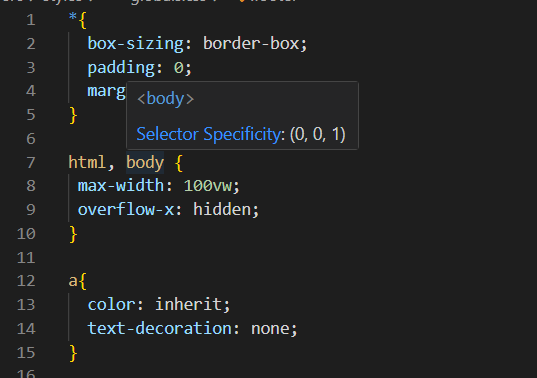 1 *{
2 box-sizing: border-box;
3 padding: 0;
4 marg
<body>
5 }
Selector Specificity: (0, 0, 1)
6
7 html, body {
8 max-width: 100vw;
9 overflow-x: hidden;
10 }
11
12 a{
13 color: inherit;
14 text-decoration: none;
15 }
16